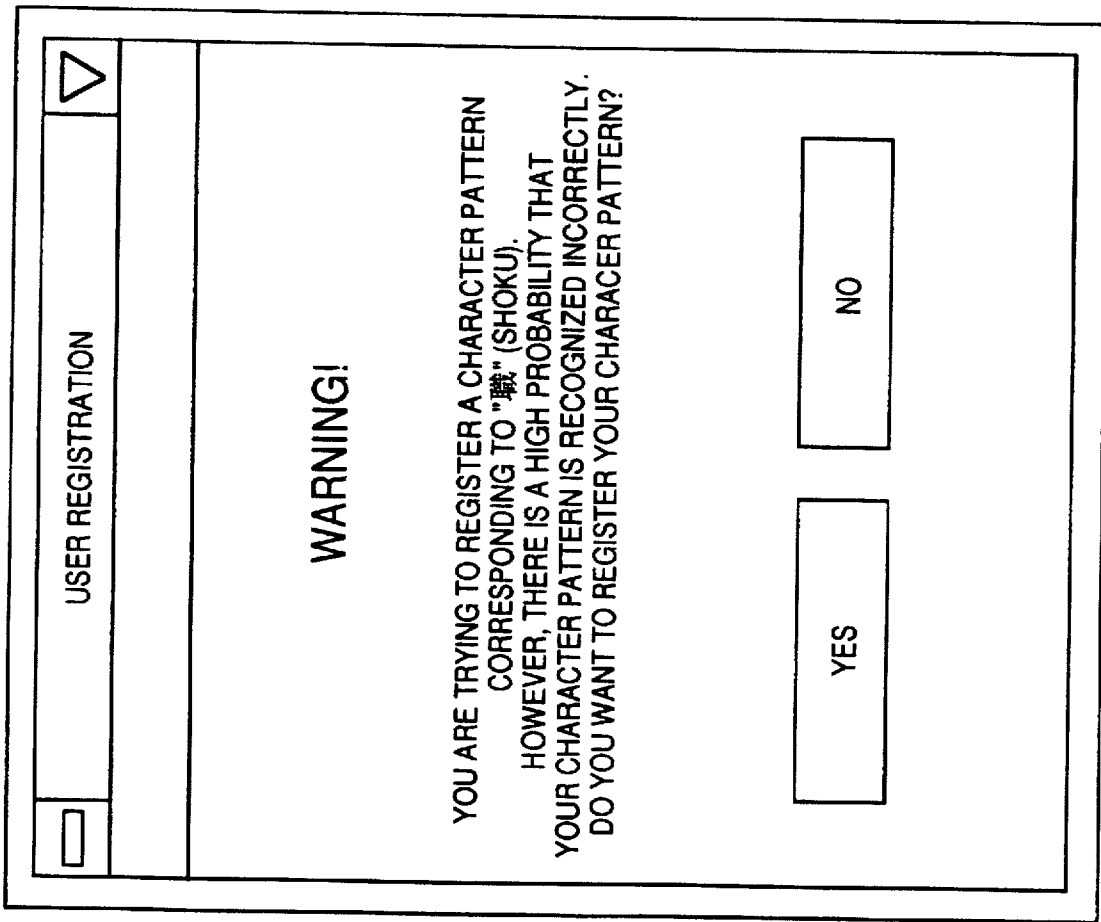 USER REGISTRATION
WARNING!
YOU ARE TRYING TO REGISTER A CHARACTER PATTERN
CORRESPONDING TO "職" (SHOKU).
HOWEVER, THERE IS A HIGH PROBABILITY THAT
YOUR CHARACTER PATTERN IS RECOGNIZED INCORRECTLY.
DO YOU WANT TO REGISTER YOUR CHARACER PATTERN?
YES
NO